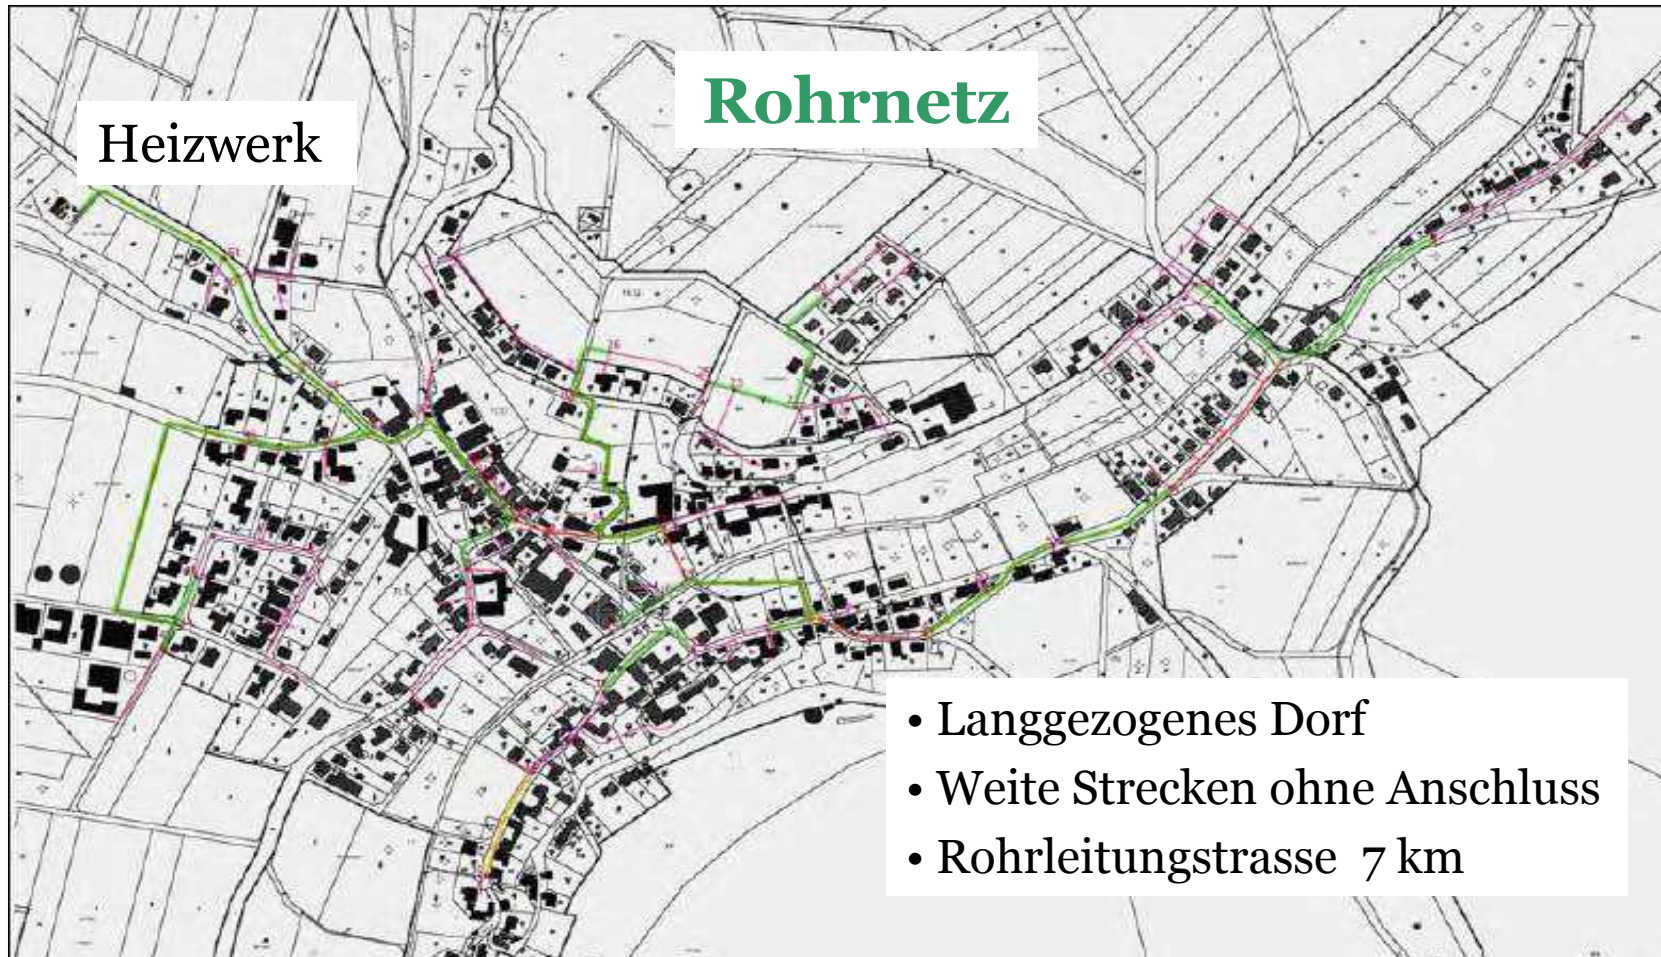 Rohrnetz
Heizwerk
• Langgezogenes Dorf
• Weite Strecken ohne Anschluss
• Rohrleitungstrasse 7 km